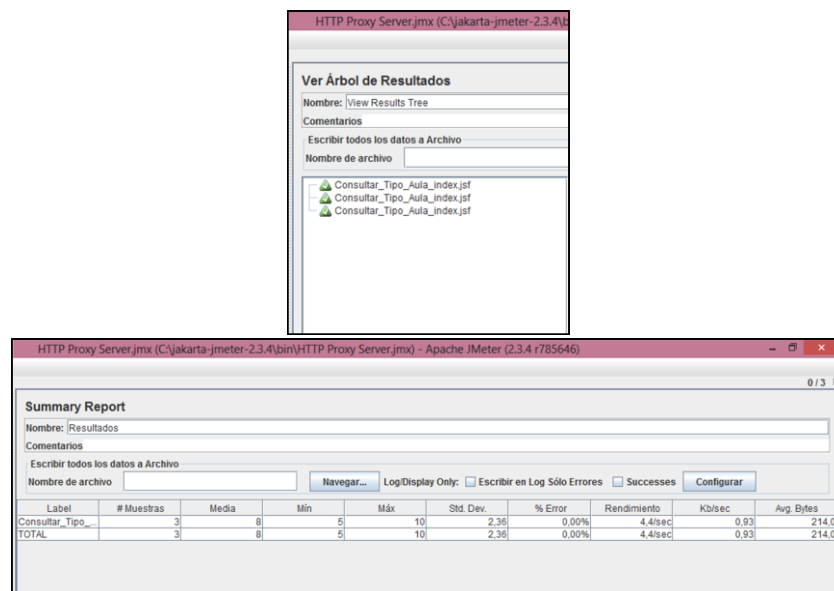 HTTP Proxy Server.jmx (C:\jakarta-jmeter-2.3.4\b
Ver Árbol de Resultados
Nombre: View Results Tree
Comentarios
Escribir todos los datos a Archivo
Nombre de archivo
Consultar_Tipo_Aula_index.jsf
Consultar_Tipo_Aula_index.jsf
Consultar_Tipo_Aula_index.jsf
HTTP Proxy Server.jmx (C:\jakarta-jmeter-2.3.4\bin\HTTP Proxy Server.jmx) - Apache JMeter (2.3.4 r785646)
0 / 3
Summary Report
Nombre: Resultados
Comentarios
Escribir todos los datos a Archivo
Nombre de archivo Navegar... Log/Display Only: Escribir en Log Sólo Errores Successes Configurar
Label # Muestras Media Mín Máx Std. Dev. % Error Rendimiento Kb/sec Avg. Bytes
Consultar_Tipo_... 3 8 5 10 2,36 0,00% 4,4/sec 0,93 214,0
TOTAL 3 8 5 10 2,36 0,00% 4,4/sec 0,93 214,0